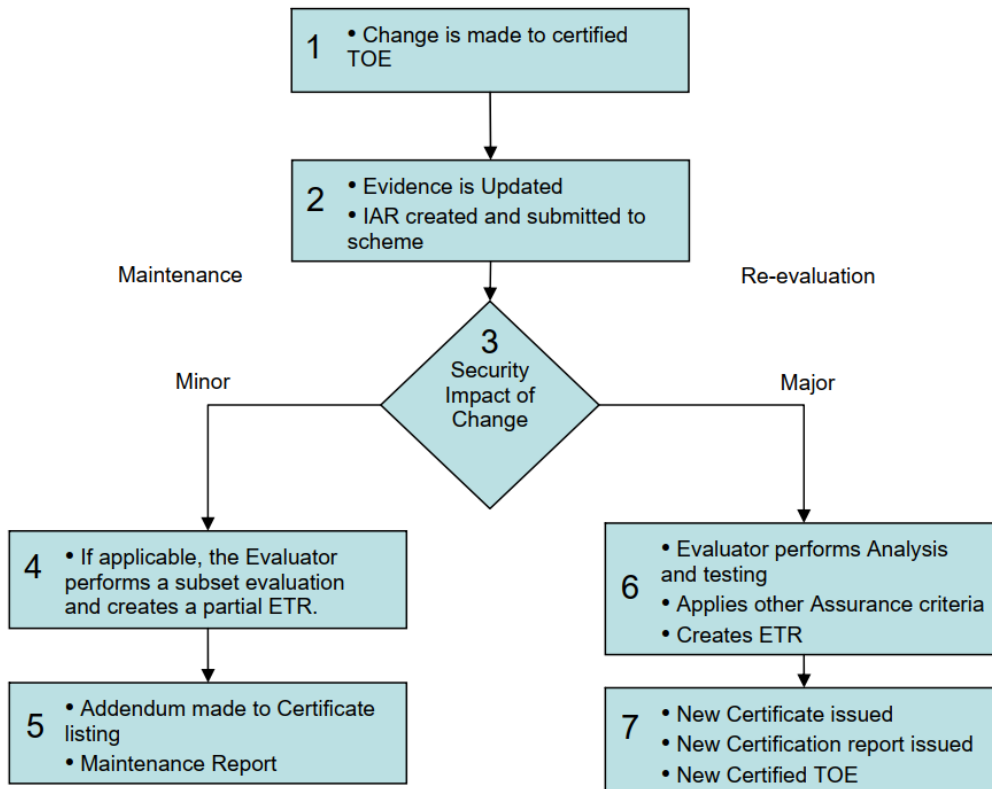 1
• Change is made to certified
TOE
2
• Evidence is Updated
• IAR created and submitted to
scheme
Maintenance
Re-evaluation
3
Security
Impact of
Change
Minor
Major
4
• If applicable, the Evaluator
performs a subset evaluation
and creates a partial ETR.
5
• Addendum made to Certificate
listing
• Maintenance Report
6
• Evaluator performs Analysis
and testing
• Applies other Assurance criteria
• Creates ETR
7
• New Certificate issued
• New Certification report issued
• New Certified TOE